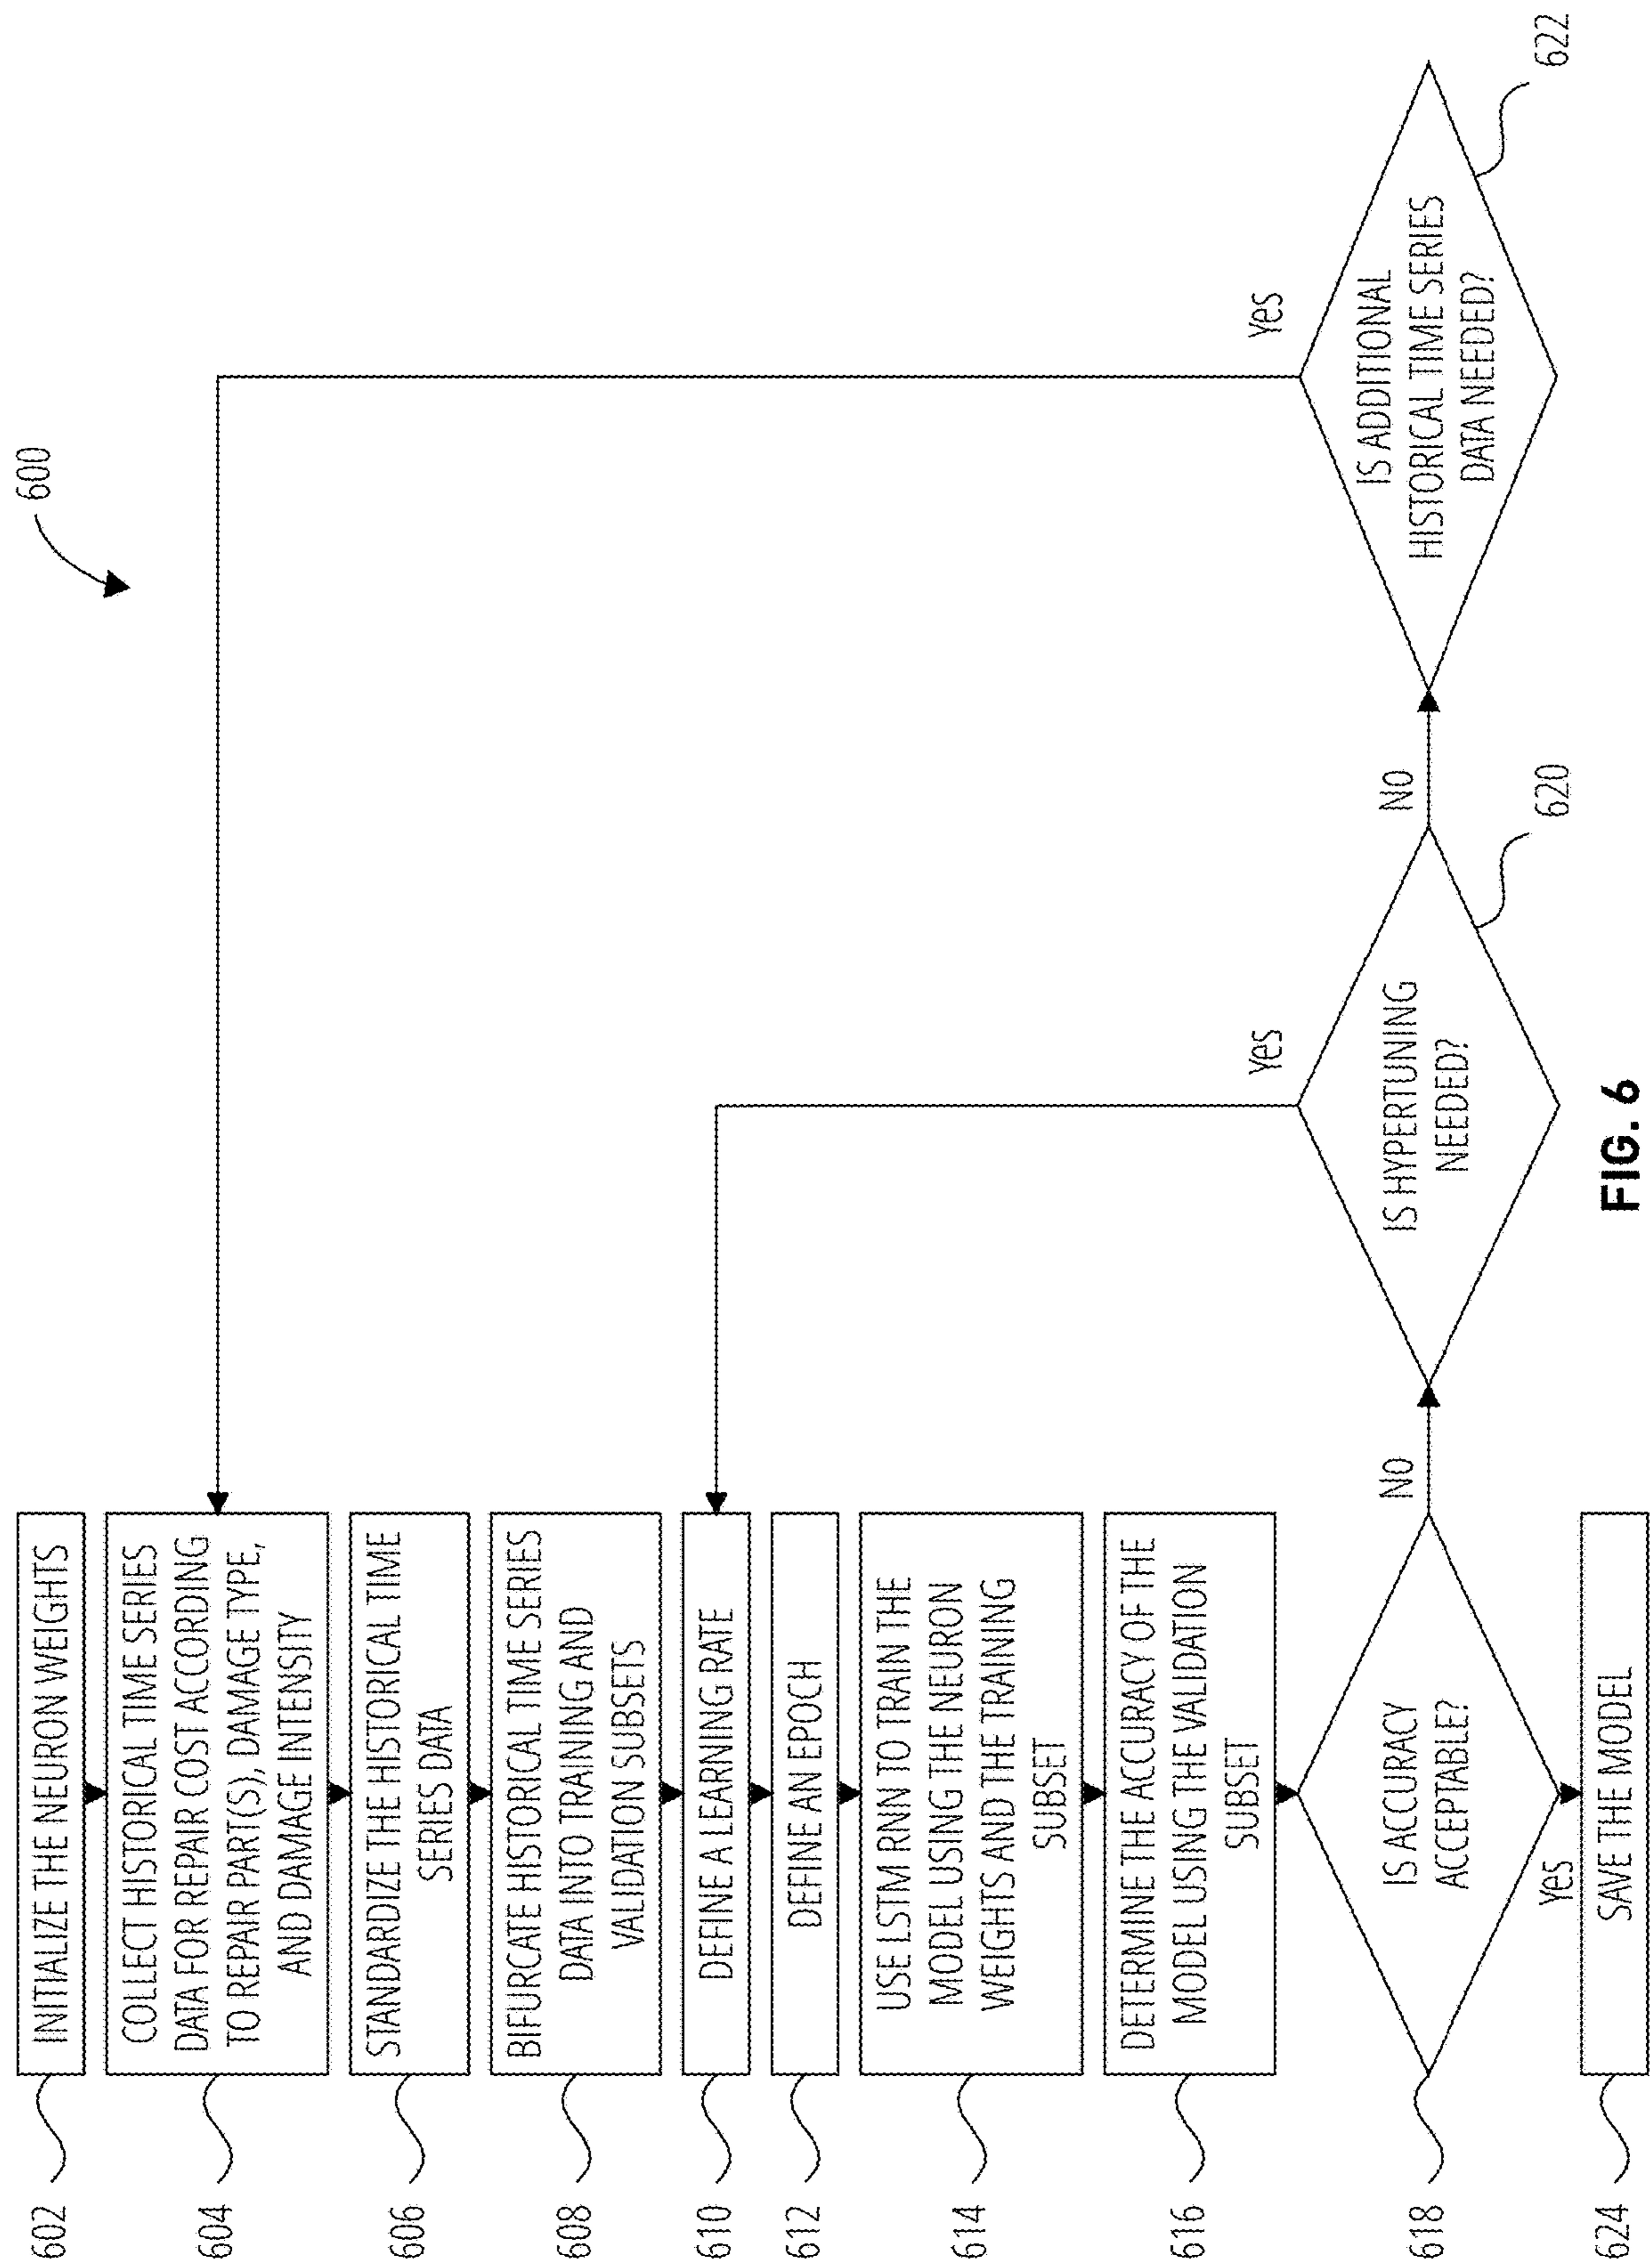 600
602
INITIALIZE THE NEURON WEIGHTS
604
COLLECT HISTORICAL TIME SERIES
DATA FOR REPAIR COST ACCORDING
TO REPAIR PART(S), DAMAGE TYPE,
AND DAMAGE INTENSITY
606
STANDARDIZE THE HISTORICAL TIME
SERIES DATA
608
BIFURCATE HISTORICAL TIME SERIES
DATA INTO TRAINING AND
VALIDATION SUBSETS
610
DEFINE A LEARNING RATE
612
DEFINE AN EPOCH
614
USE LSTM RNN TO TRAIN THE
MODEL USING THE NEURON
WEIGHTS AND THE TRAINING
SUBSET
616
DETERMINE THE ACCURACY OF THE
MODEL USING THE VALIDATION
SUBSET
618
IS ACCURACY
ACCEPTABLE?
No
Yes
IS HYPERTUNING
NEEDED?
Yes
No
620
IS ADDITIONAL
HISTORICAL TIME SERIES
DATA NEEDED?
Yes
622
624
SAVE THE MODEL
FIG. 6